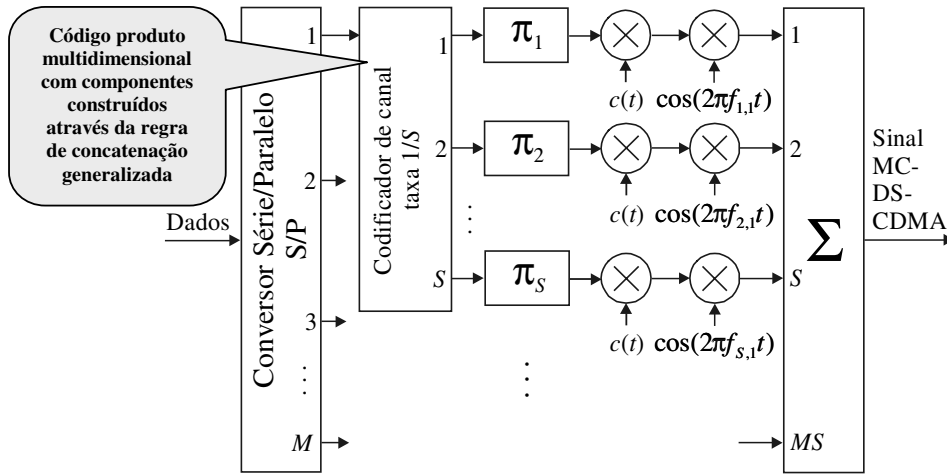 Código produto
multidimensional
com componentes
construídos
através da regra
de concatenação
generalizada
Dados
Conversor Série/Paralelo
S/P
1
2
3
....
M
Codificador de canal
taxa 1/S
1
2
...
S
π1
c(t)
cos(2πf1,1t)
π2
c(t)
cos(2πf2,1t)
πS
c(t)
cos(2πfS,1t)
...
...
1
2
S
MS
Σ
Sinal
MC-
DS-
CDMA